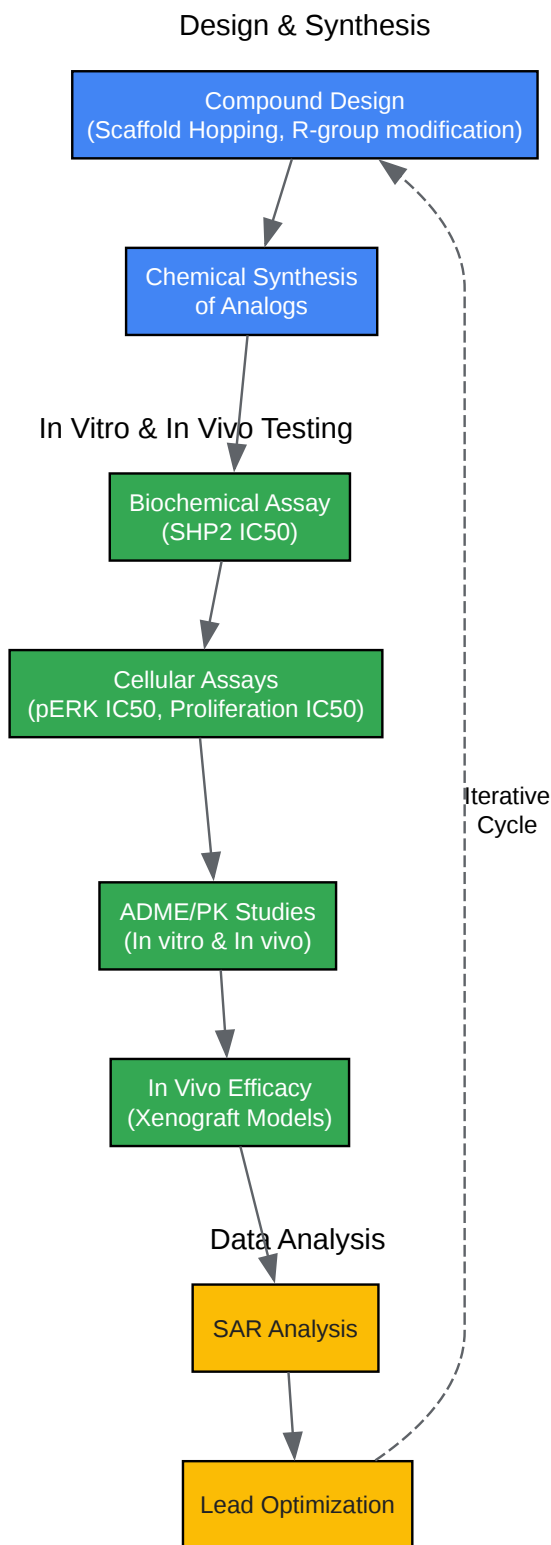 Design & Synthesis
Compound Design
(Scaffold Hopping, R-group modification)
Chemical Synthesis
of Analogs
In Vitro & In Vivo Testing
Biochemical Assay
(SHP2 IC50)
Cellular Assays
(pERK IC50, Proliferation IC50)
Iterative
Cycle
ADME/PK Studies
(In vitro & In vivo)
In Vivo Efficacy
(Xenograft Models)
Data Analysis
SAR Analysis
Lead Optimization